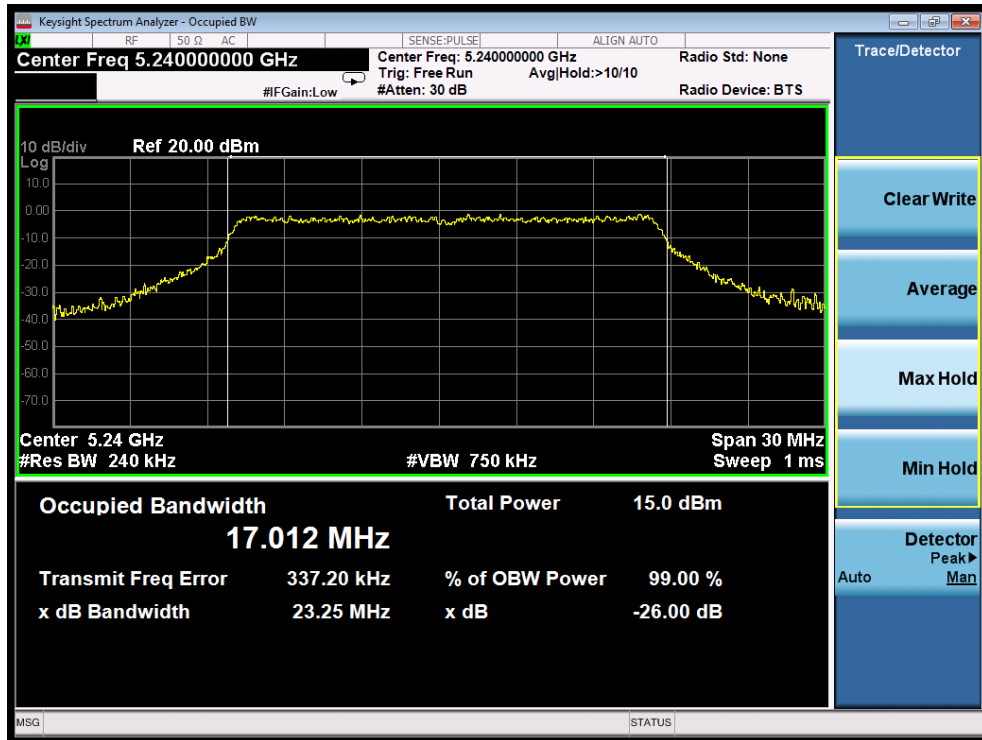 Keysight Spectrum Analyzer - Occupied BW
LXI RF 50 Ω AC SENSE:PULSE ALIGN AUTO
Center Freq 5.240000000 GHz
Center Freq: 5.240000000 GHz Radio Std: None
Trig: Free Run Avg|Hold:>10/10
#IFGain:Low #Atten: 30 dB Radio Device: BTS
Trace/Detector
10 dB/div Ref 20.00 dBm
Log
10.0
0.00
-10.0
-20.0
-30.0
-40.0
-50.0
-60.0
-70.0
Center 5.24 GHz Span 30 MHz
#Res BW 240 kHz #VBW 750 kHz Sweep 1 ms
Occupied Bandwidth Total Power 15.0 dBm
17.012 MHz
Transmit Freq Error 337.20 kHz % of OBW Power 99.00 %
x dB Bandwidth 23.25 MHz x dB -26.00 dB
Clear Write
Average
Max Hold
Min Hold
Detector
Peak▶
Auto Man
MSG STATUS